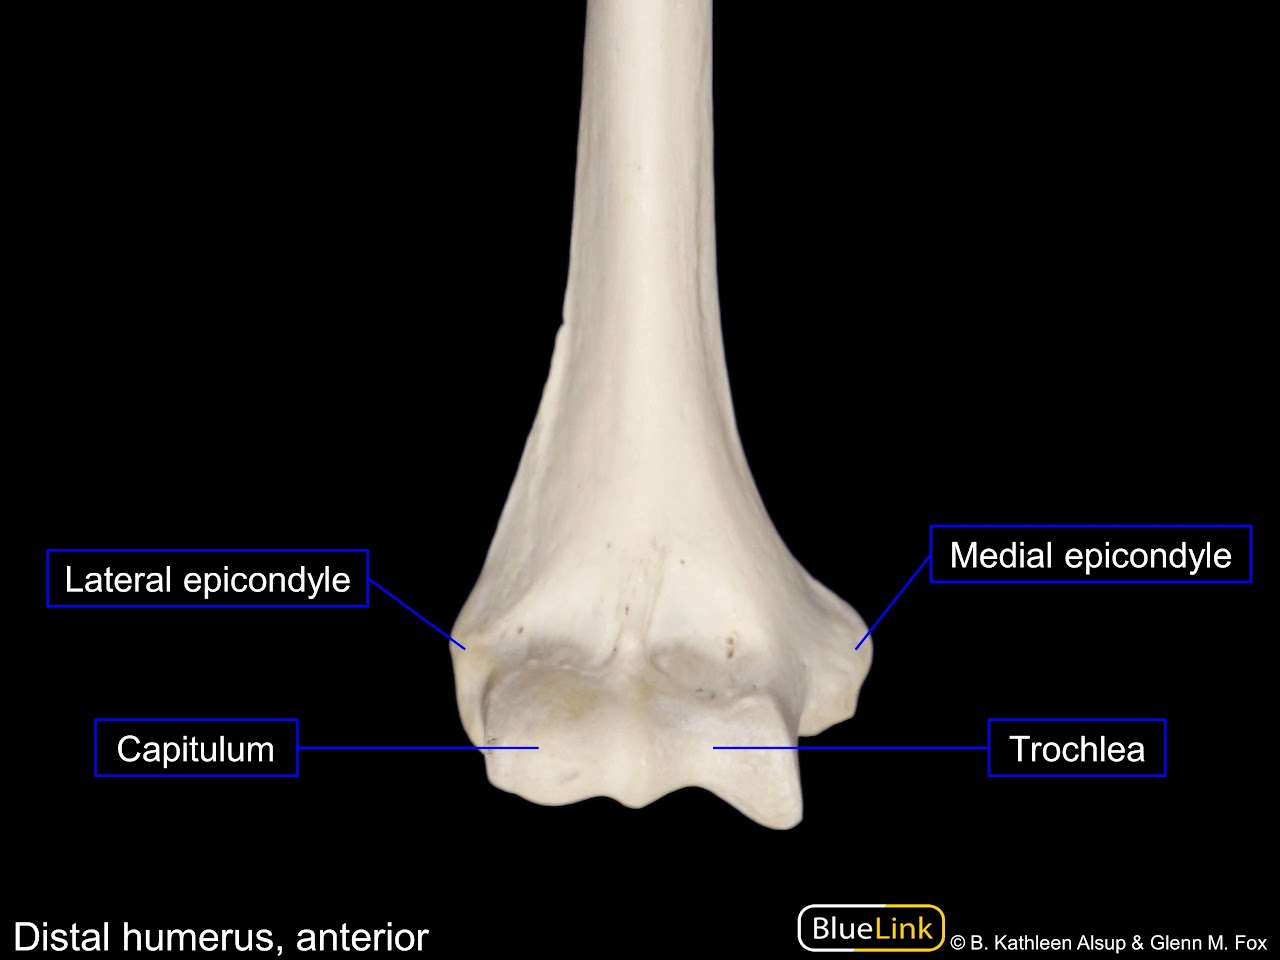 Medial epicondyle
Lateral epicondyle
Capitulum
Trochlea
Distal humerus, anterior
BlueLink
© B. Kathleen Alsup & Glenn M. Fox